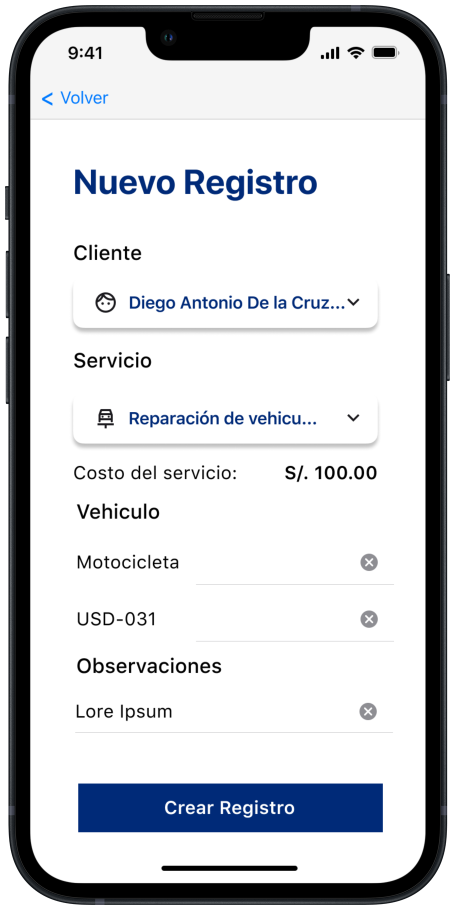 9:41
< Volver
Nuevo Registro
Cliente
Diego Antonio De la Cruz...
Servicio
Reparación de vehicu...
Costo del servicio: S/. 100.00
Vehiculo
Motocicleta
USD-031
Observaciones
Lore Ipsum
Crear Registro